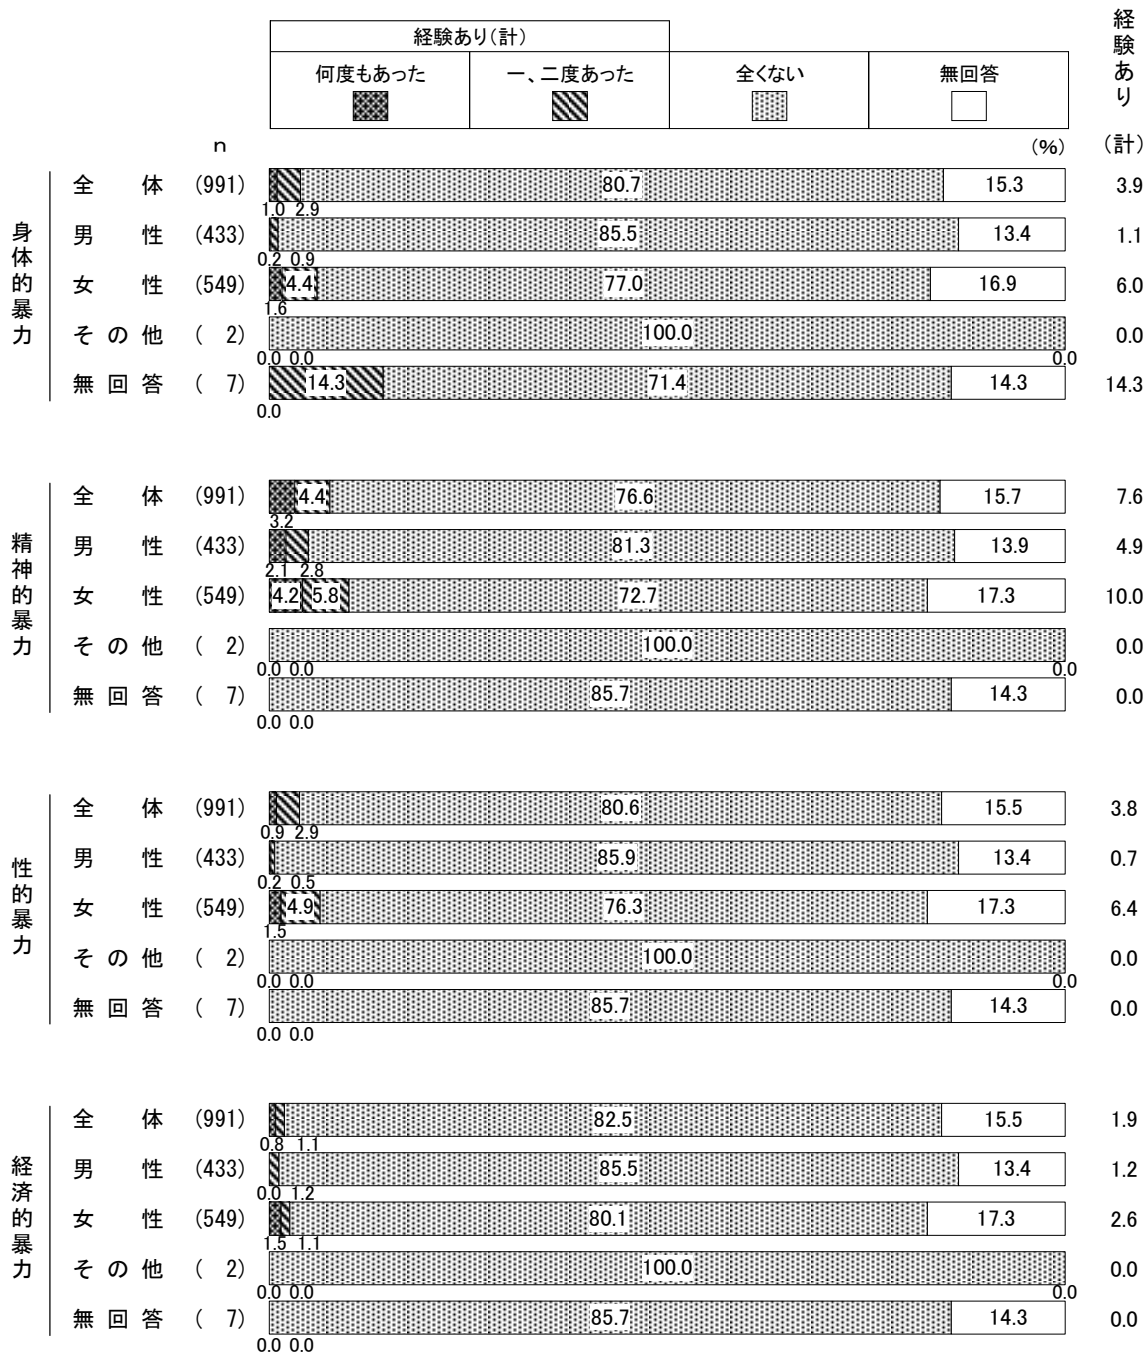 経験あり(計)
何度もあった 一、二度あった 全くない 無回答
経験あり(計)
n (%)
身体的暴力
全体 (991) 80.7 15.3 3.9
1.0 2.9
男性 (433) 85.5 13.4 1.1
0.2 0.9
女性 (549) 4.4 77.0 16.9 6.0
1.6
その他 ( 2) 100.0 0.0
0.0 0.0 0.0
無回答 ( 7) 14.3 71.4 14.3 14.3
0.0
精神的暴力
全体 (991) 4.4 76.6 15.7 7.6
3.2
男性 (433) 81.3 13.9 4.9
2.1 2.8
女性 (549) 4.2 5.8 72.7 17.3 10.0
その他 ( 2) 100.0 0.0
0.0 0.0 0.0
無回答 ( 7) 85.7 14.3 0.0
0.0 0.0
性的暴力
全体 (991) 80.6 15.5 3.8
0.9 2.9
男性 (433) 85.9 13.4 0.7
0.2 0.5
女性 (549) 4.9 76.3 17.3 6.4
1.5
その他 ( 2) 100.0 0.0
0.0 0.0 0.0
無回答 ( 7) 85.7 14.3 0.0
0.0 0.0
経済的暴力
全体 (991) 82.5 15.5 1.9
0.8 1.1
男性 (433) 85.5 13.4 1.2
0.0 1.2
女性 (549) 80.1 17.3 2.6
1.5 1.1
その他 ( 2) 100.0 0.0
0.0 0.0 0.0
無回答 ( 7) 85.7 14.3 0.0
0.0 0.0